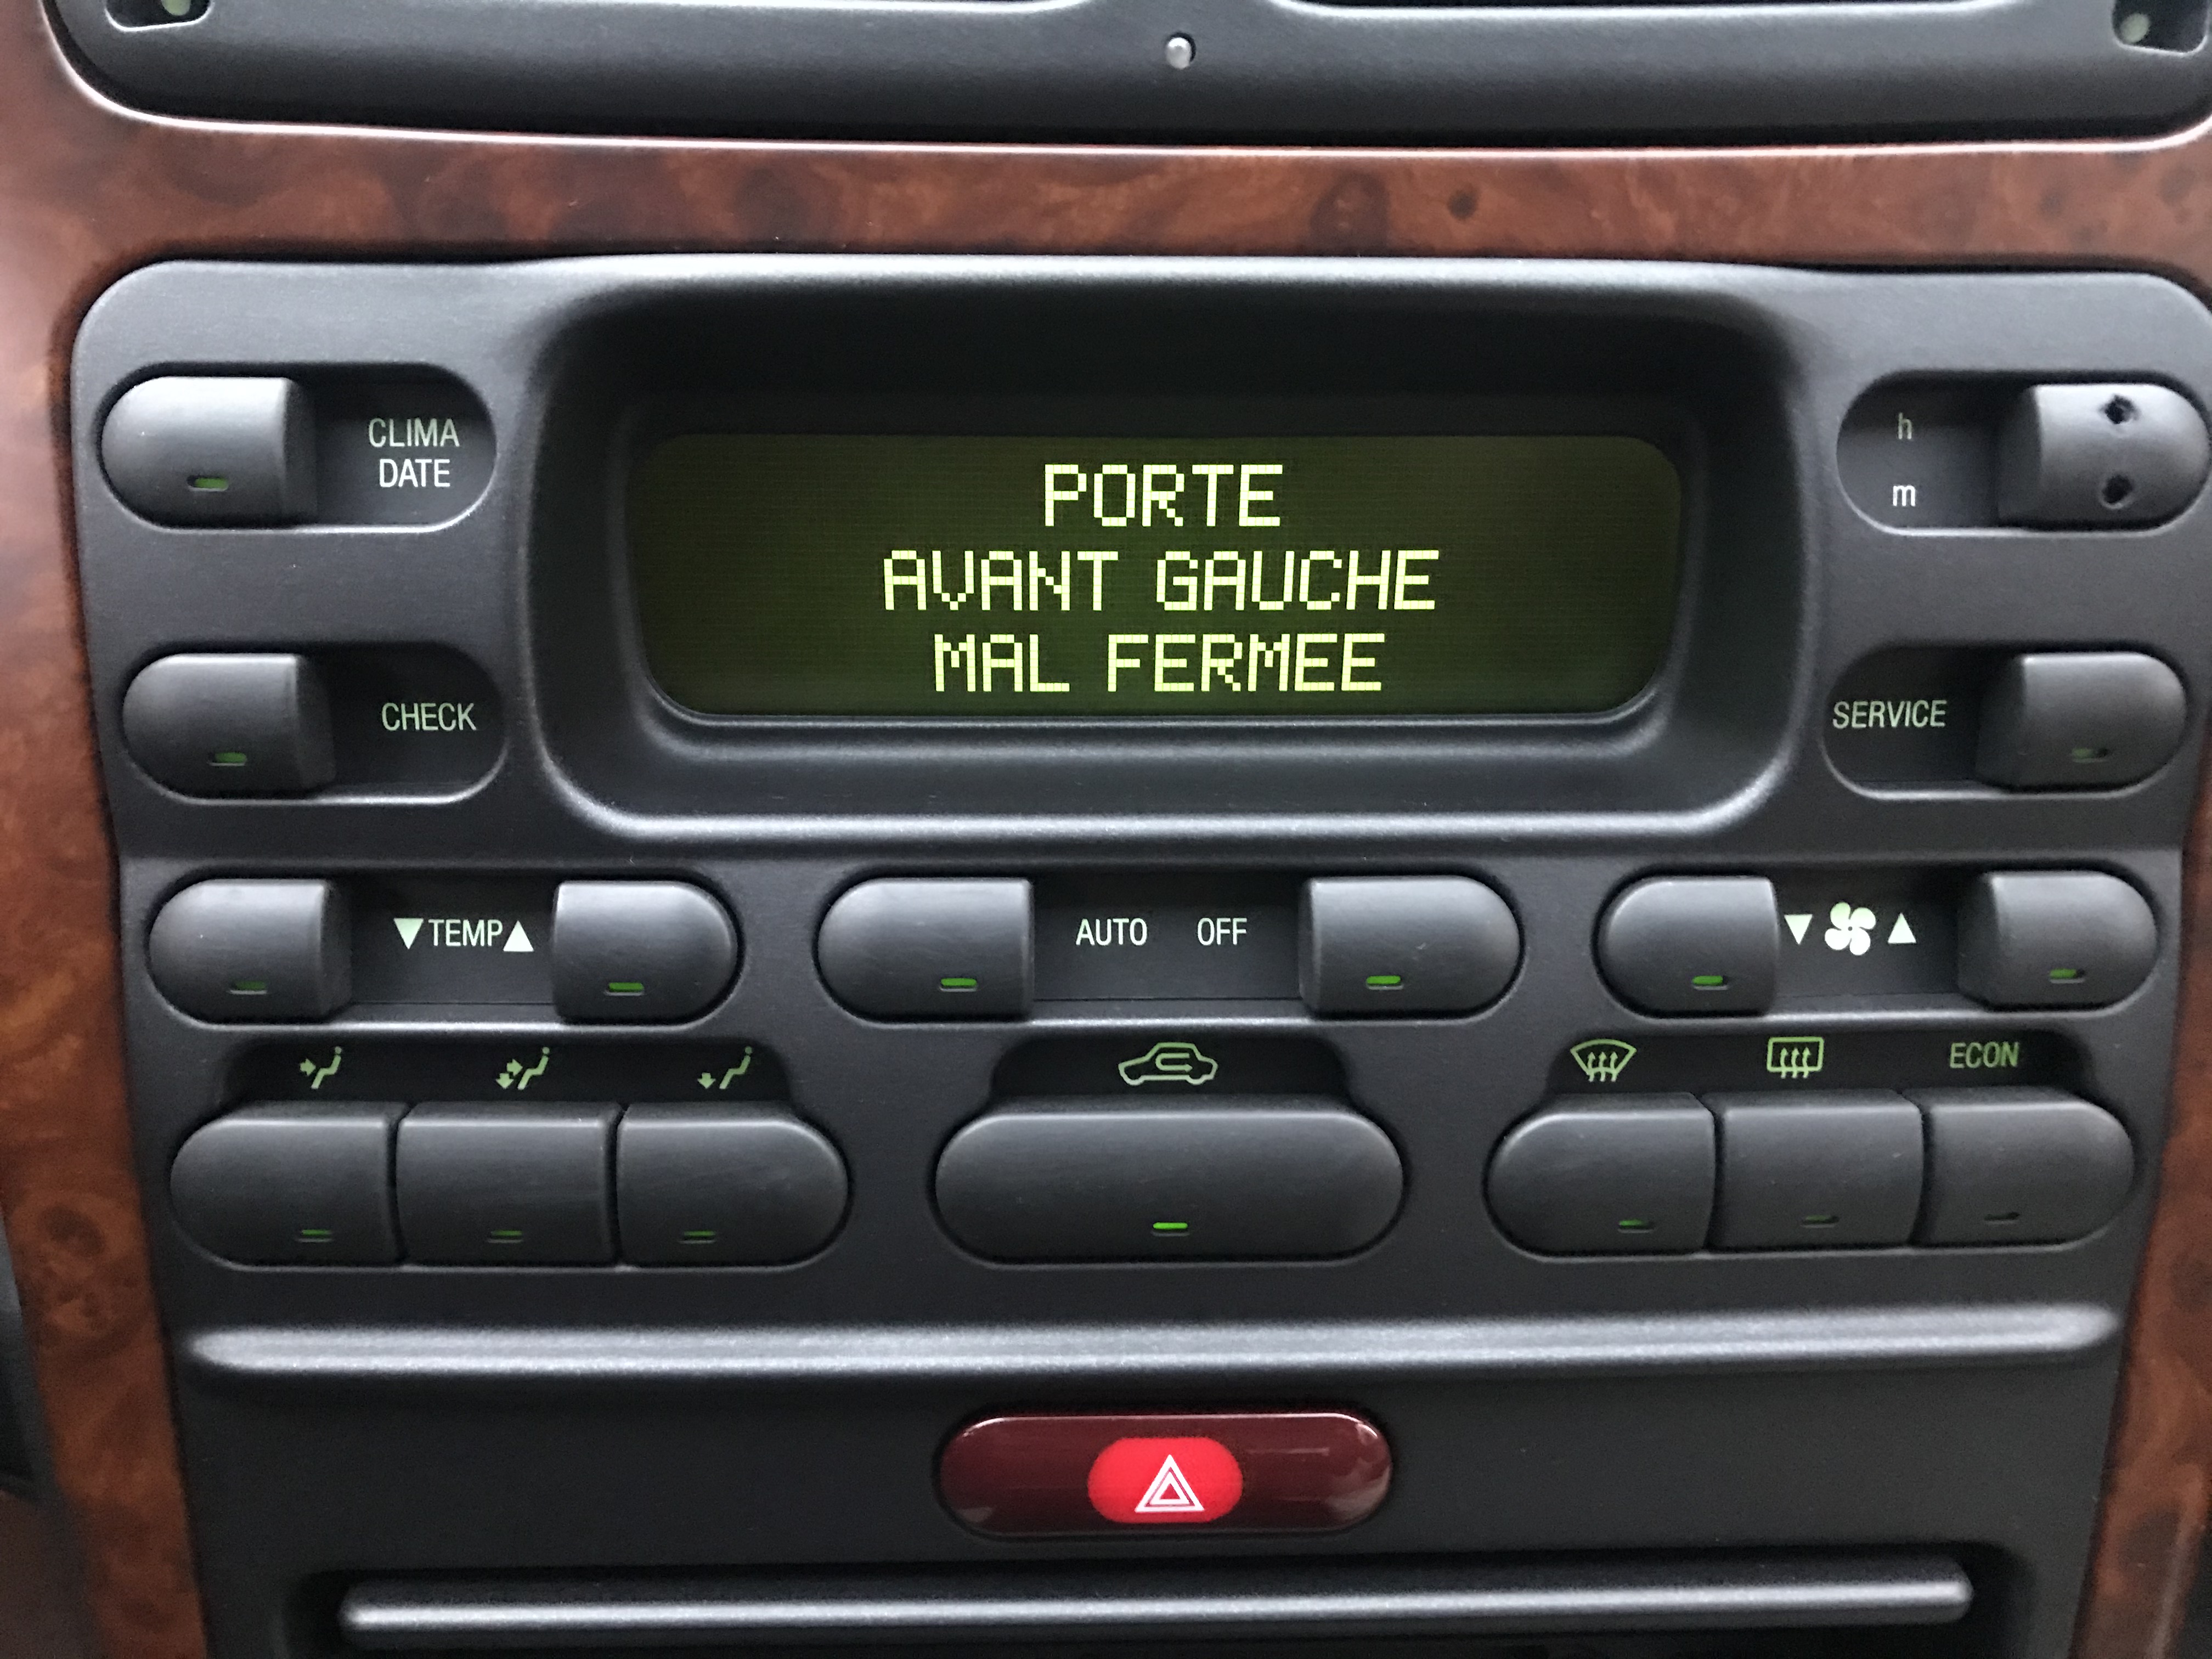 CLIMA
DATE
PORTE
AVANT GAUCHE
MAL FERMEE
h
m
CHECK
SERVICE
▼TEMP▲
AUTO OFF
▼ ▲
ECON